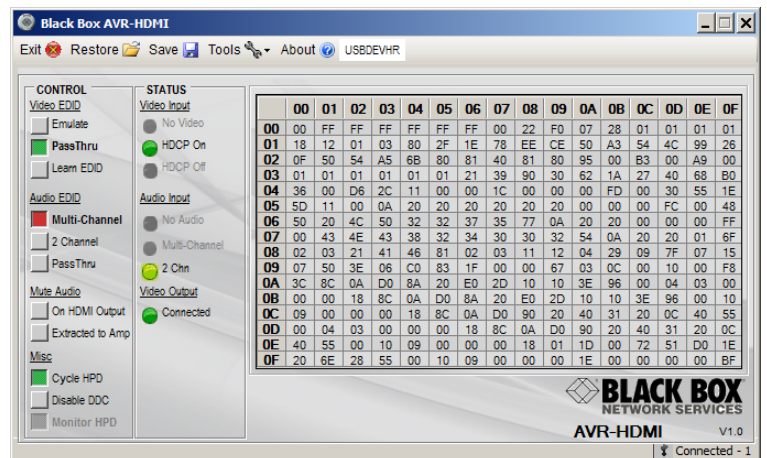 Black Box AVR-HDMI
Exit Restore Save Tools About USBDEVHR
CONTROL
Video EDID
Emulate
PassThru
Learn EDID
Audio EDID
Multi-Channel
2 Channel
PassThru
Mute Audio
On HDMI Output
Extracted to Amp
Misc
Cycle HPD
Disable DDC
Monitor HPD
STATUS
Video Input
No Video
HDCP On
HDCP Off
Audio Input
No Audio
Multi-Channel
2 Chn
Video Output
Connected
00 01 02 03 04 05 06 07 08 09 0A 0B 0C 0D 0E 0F
00 00 FF FF FF FF FF FF 00 22 F0 07 28 01 01 01 01
01 18 12 01 03 80 2F 1E 78 EE CE 50 A3 54 4C 99 26
02 0F 50 54 A5 6B 80 81 40 81 80 95 00 B3 00 A9 00
03 01 01 01 01 01 01 21 39 90 30 62 1A 27 40 68 B0
04 36 00 D6 2C 11 00 00 1C 00 00 00 FD 00 30 55 1E
05 5D 11 00 0A 20 20 20 20 20 20 00 00 00 FC 00 48
06 50 20 4C 50 32 32 37 35 77 0A 20 20 00 00 00 FF
07 00 43 4E 43 38 32 34 30 30 32 54 0A 20 20 01 6F
08 02 03 21 41 46 81 02 03 11 12 04 29 09 7F 07 15
09 07 50 3E 06 C0 83 1F 00 00 67 03 0C 00 10 00 F8
0A 3C 8C 0A D0 8A 20 E0 2D 10 10 3E 96 00 04 03 00
0B 00 00 18 8C 0A D0 8A 20 E0 2D 10 10 3E 96 00 10
0C 09 00 00 00 18 8C 0A D0 90 20 40 31 20 0C 40 55
0D 00 04 03 00 00 00 18 8C 0A D0 90 20 40 31 20 0C
0E 40 55 00 10 09 00 00 00 18 01 1D 00 72 51 D0 1E
0F 20 6E 28 55 00 10 09 00 00 00 1E 00 00 00 00 BF
BLACK BOX
NETWORK SERVICES
AVR-HDMI V1.0
Connected - 1